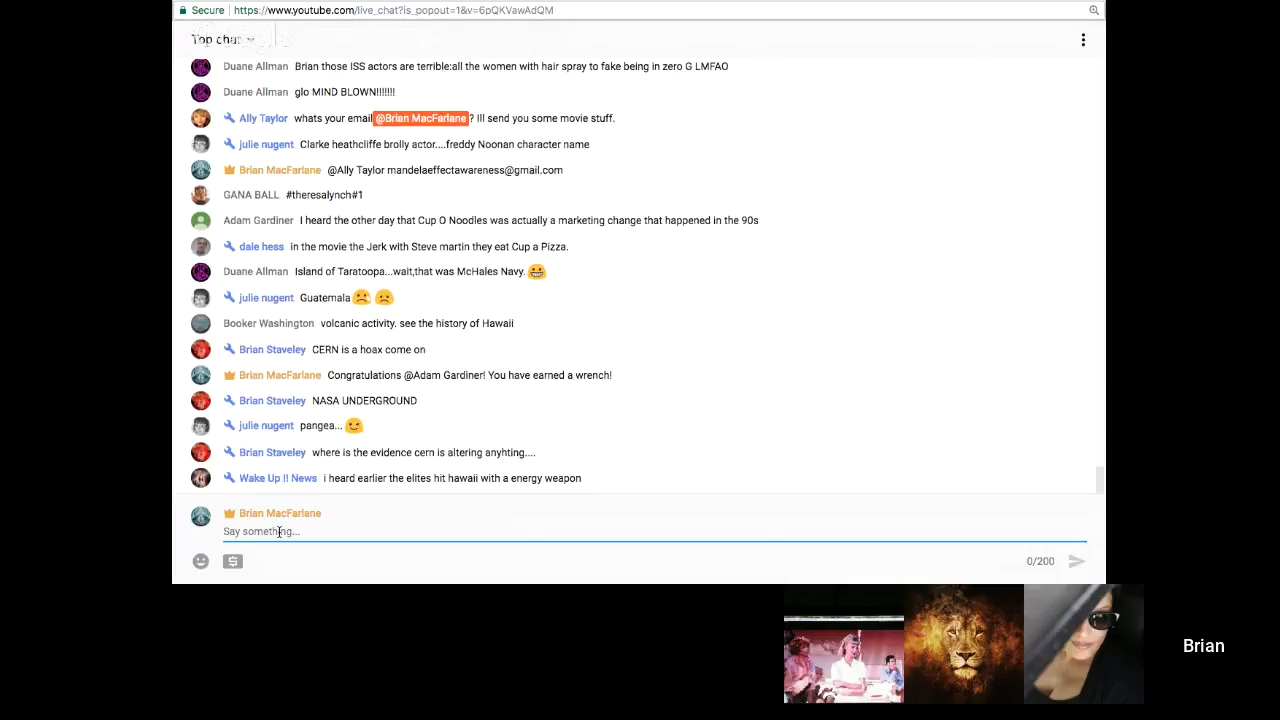 Secure https://www.youtube.com/live_chat?is_popout=1&v=6pQKVawAdQM
Top chat
Duane Allman Brian those ISS actors are terrible:all the women with hair spray to fake being in zero G LMFAO
Duane Allman glo MIND BLOWN!!!!!!!
Ally Taylor whats your email @Brian MacFarlane ? Ill send you some movie stuff.
julie nugent Clarke heathcliffe brolly actor....freddy Noonan character name
Brian MacFarlane @Ally Taylor mandelaeffectawareness@gmail.com
GANA BALL #theresalynch#1
Adam Gardiner I heard the other day that Cup O Noodles was actually a marketing change that happened in the 90s
dale hess in the movie the Jerk with Steve martin they eat Cup a Pizza.
Duane Allman Island of Taratoopa...wait,that was McHales Navy.
julie nugent Guatemala
Booker Washington volcanic activity. see the history of Hawaii
Brian Staveley CERN is a hoax come on
Brian MacFarlane Congratulations @Adam Gardiner! You have earned a wrench!
Brian Staveley NASA UNDERGROUND
julie nugent pangea...
Brian Staveley where is the evidence cern is altering anyhting....
Wake Up !! News i heard earlier the elites hit hawaii with a energy weapon
Brian MacFarlane
Say something...
0/200
Brian